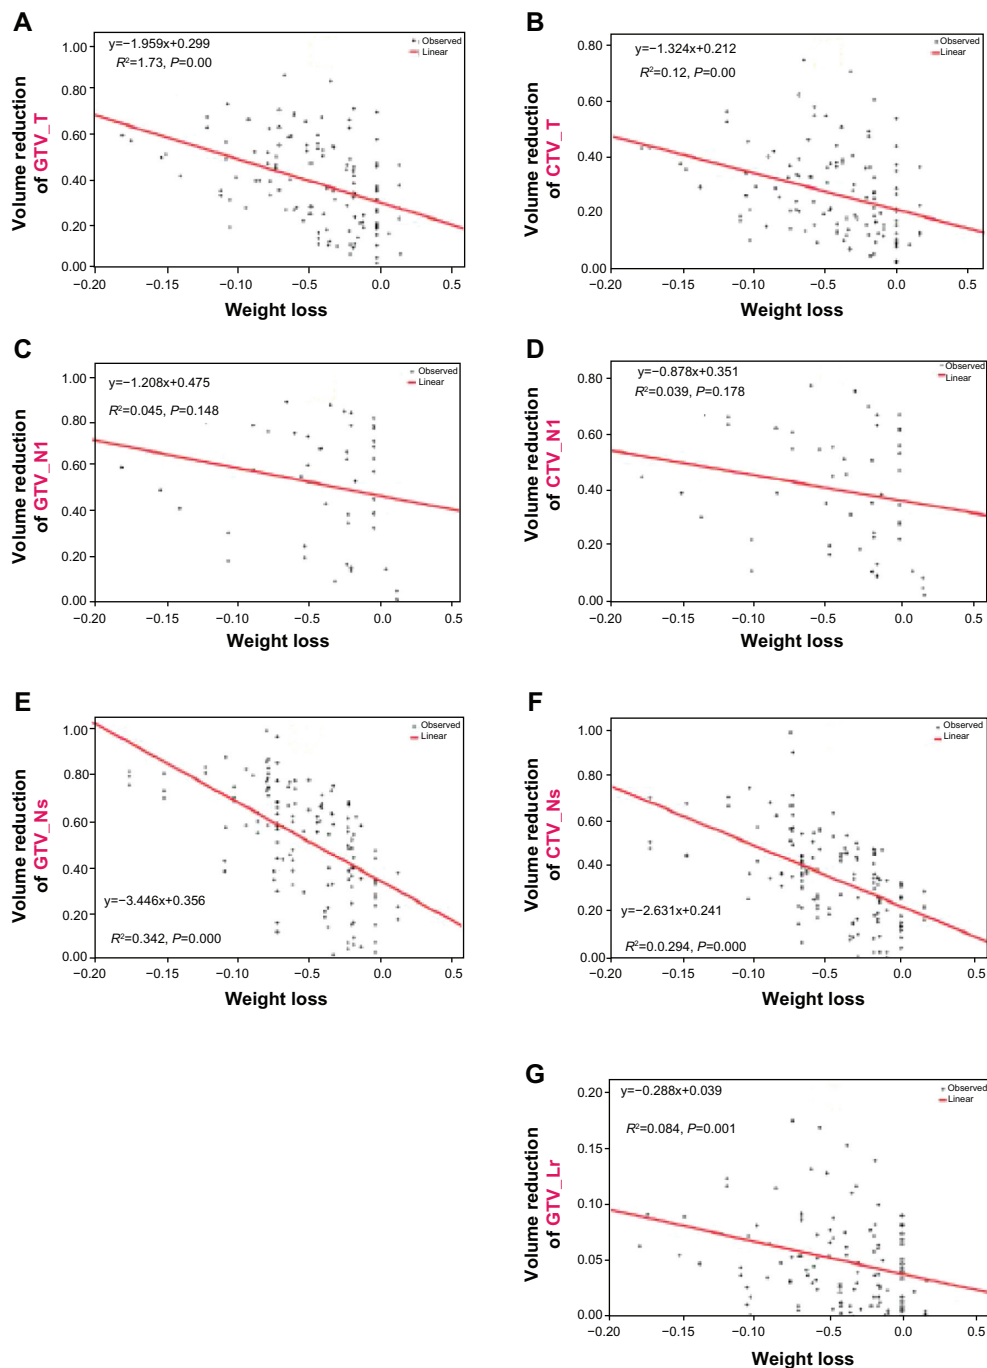 A
y=−1.959x+0.299
R²=1.73, P=0.00
Observed
Linear
1.00
0.80
0.60
0.40
0.20
0.00
Volume reduction
of GTV_T
−0.20
−0.15
−0.10
−0.50
0.0
0.5
Weight loss
B
y=−1.324x+0.212
R²=0.12, P=0.00
Observed
Linear
0.80
0.60
0.40
0.20
0.00
Volume reduction
of CTV_T
−0.20
−0.15
−0.10
−0.5
0.0
0.5
Weight loss
C
y=−1.208x+0.475
R²=0.045, P=0.148
Observed
Linear
1.00
0.80
0.60
0.40
0.20
0.00
Volume reduction
of GTV_N1
−0.20
−0.15
−0.10
−0.50
0.0
0.5
Weight loss
D
y=−0.878x+0.351
R²=0.039, P=0.178
Observed
Linear
0.80
0.60
0.40
0.20
0.00
Volume reduction
of CTV_N1
−0.20
−0.15
−0.10
−0.5
0.0
0.5
Weight loss
E
Observed
Linear
1.00
0.80
0.60
0.40
0.20
0.00
Volume reduction
of GTV_Ns
y=−3.446x+0.356
R²=0.342, P=0.000
−0.20
−0.15
−0.10
−0.50
0.0
0.5
Weight loss
F
Observed
Linear
1.00
0.80
0.60
0.40
0.20
0.00
Volume reduction
of CTV_Ns
y=−2.631x+0.241
R²=0.0.294, P=0.000
−0.20
−0.15
−0.10
−0.5
0.0
0.5
Weight loss
G
y=−0.288x+0.039
R²=0.084, P=0.001
Observed
Linear
0.20
0.15
0.10
0.05
0.00
Volume reduction
of GTV_Lr
−0.20
−0.15
−0.10
−0.5
0.0
0.5
Weight loss